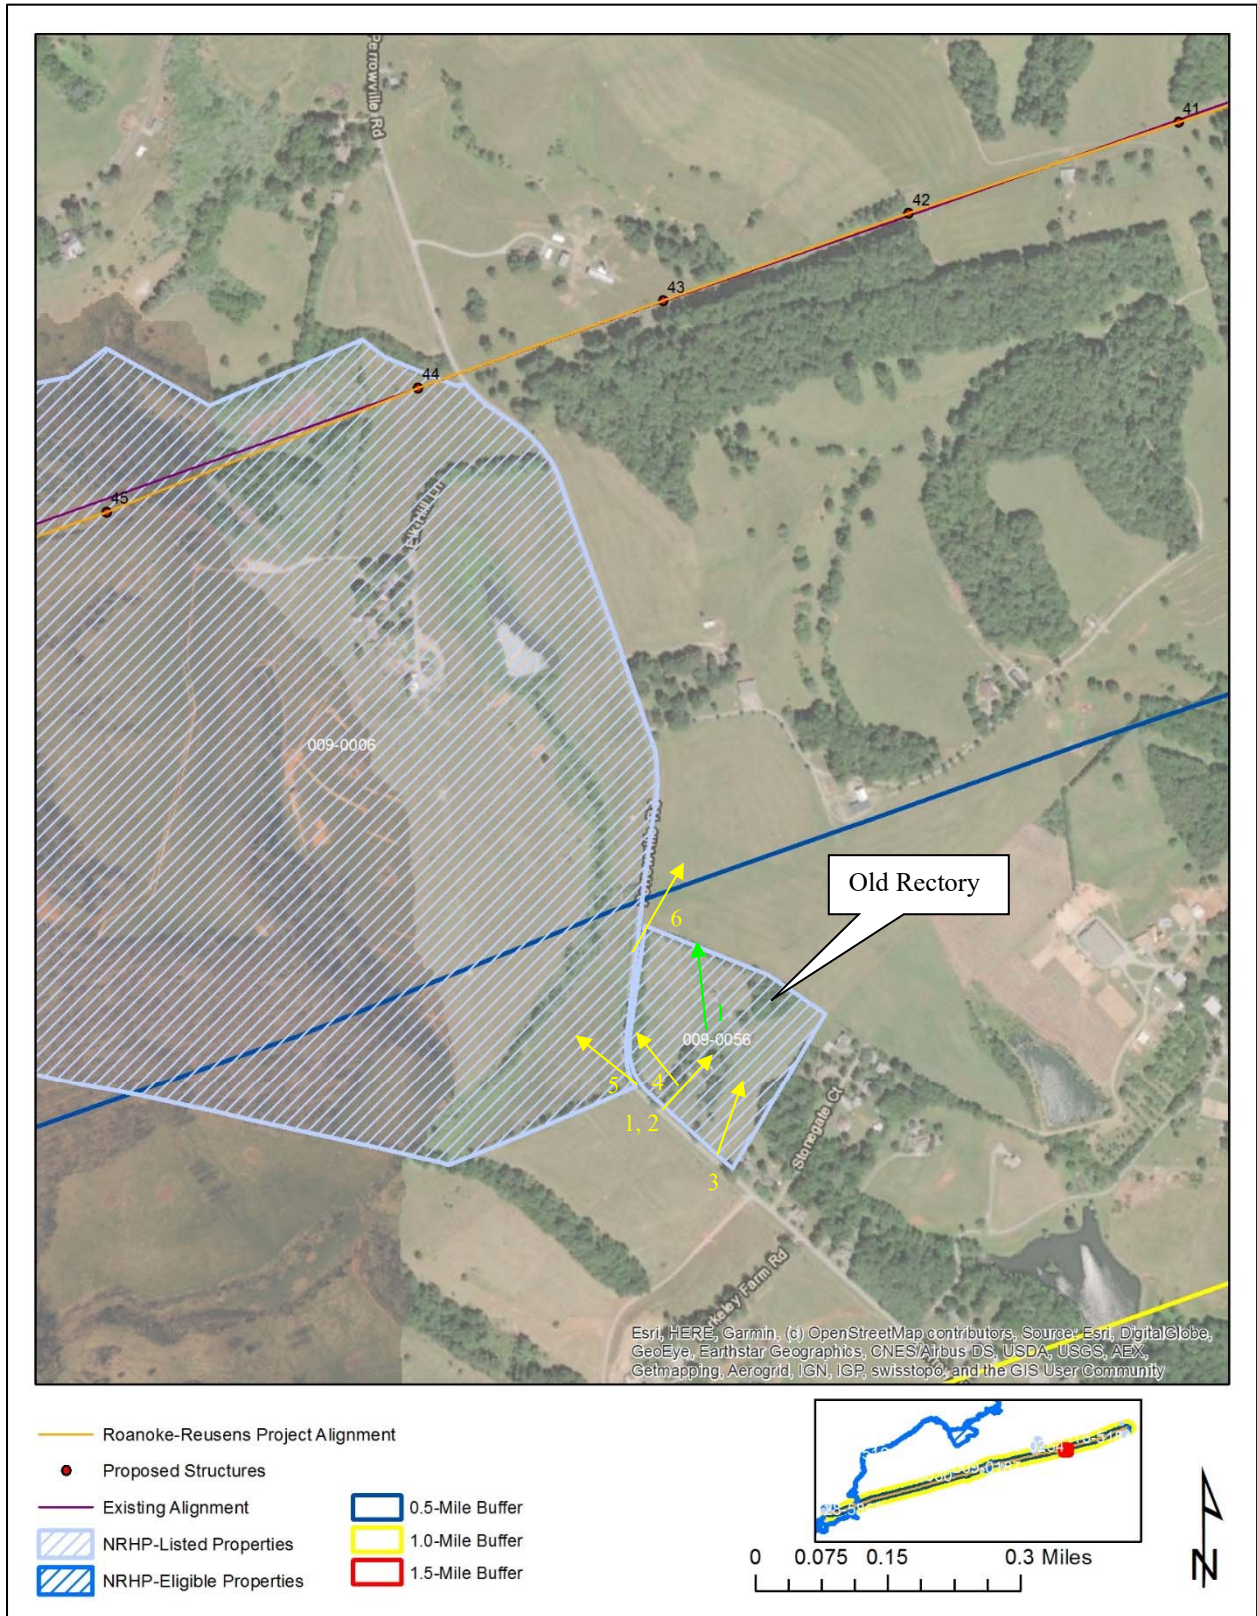 Perrowville Rd
41
42
43
44
45
Elk Hill Ln
009-0006
Old Rectory
6
1
009-0056
5
4
1, 2
3
Stonegate Ct
rkeley Farm Rd
Esri, HERE, Garmin, (c) OpenStreetMap contributors, Source: Esri, DigitalGlobe,
GeoEye, Earthstar Geographics, CNES/Airbus DS, USDA, USGS, AEX,
Getmapping, Aerogrid, IGN, IGP, swisstopo, and the GIS User Community
Roanoke-Reusens Project Alignment
Proposed Structures
Existing Alignment
NRHP-Listed Properties
NRHP-Eligible Properties
0.5-Mile Buffer
1.0-Mile Buffer
1.5-Mile Buffer
0 0.075 0.15 0.3 Miles
N